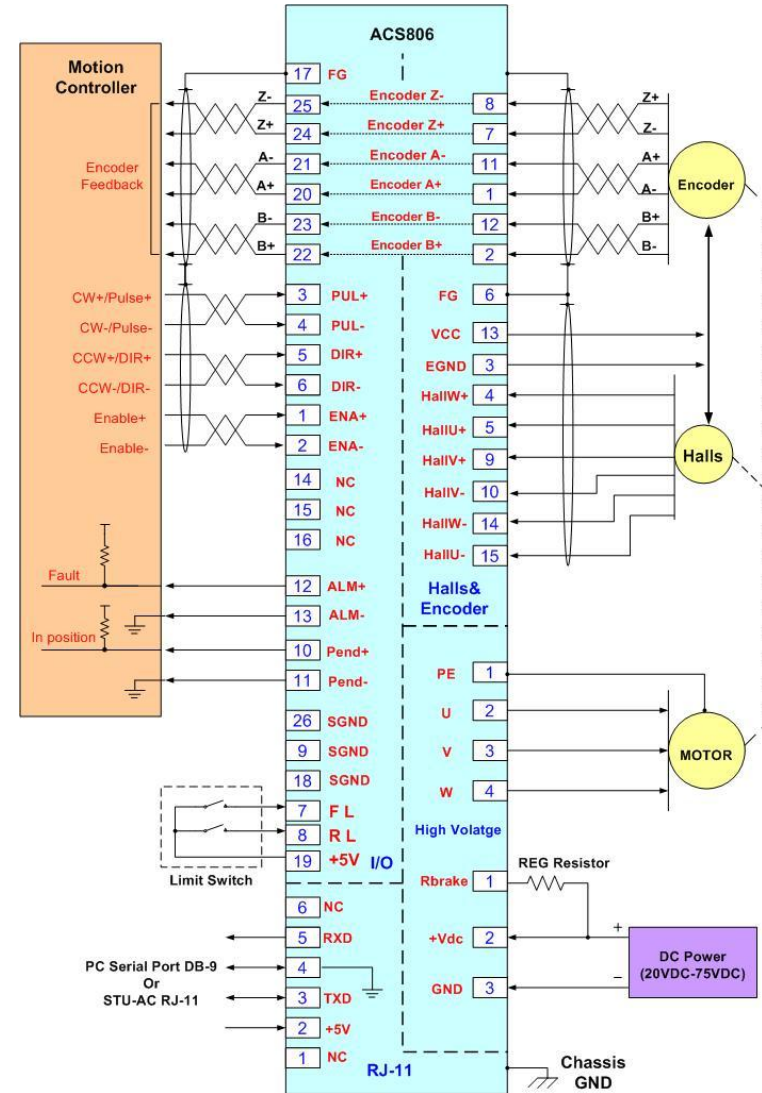 ACS806
Motion
Controller
17 FG
Z- 25 Encoder Z- 8 Z+
Z+ 24 Encoder Z+ 7 Z-
A- 21 Encoder A- 11 A+
A+ 20 Encoder A+ 1 A-
B- 23 Encoder B- 12 B+
B+ 22 Encoder B+ 2 B-
Encoder
Feedback
Encoder
CW+/Pulse+ 3 PUL+ FG 6
CW-/Pulse- 4 PUL- VCC 13
CCW+/DIR+ 5 DIR+ EGND 3
CCW-/DIR- 6 DIR- HallW+ 4
Enable+ 1 ENA+ HallU+ 5
Enable- 2 ENA- HallV+ 9
Halls
14 NC HallV- 10
15 NC HallW- 14
16 NC HallU- 15
Fault 12 ALM+
13 ALM-
Halls&
Encoder
In position 10 Pend+
11 Pend-
PE 1
26 SGND U 2
9 SGND V 3
MOTOR
18 SGND W 4
7 F L
8 R L
High Volatge
19 +5V I/O
Limit Switch
Rbrake 1 REG Resistor
6 NC
5 RXD +Vdc 2 +
PC Serial Port DB-9
Or
STU-AC RJ-11
4
3 TXD GND 3 -
DC Power
(20VDC-75VDC)
2 +5V
1 NC
RJ-11
Chassis
GND